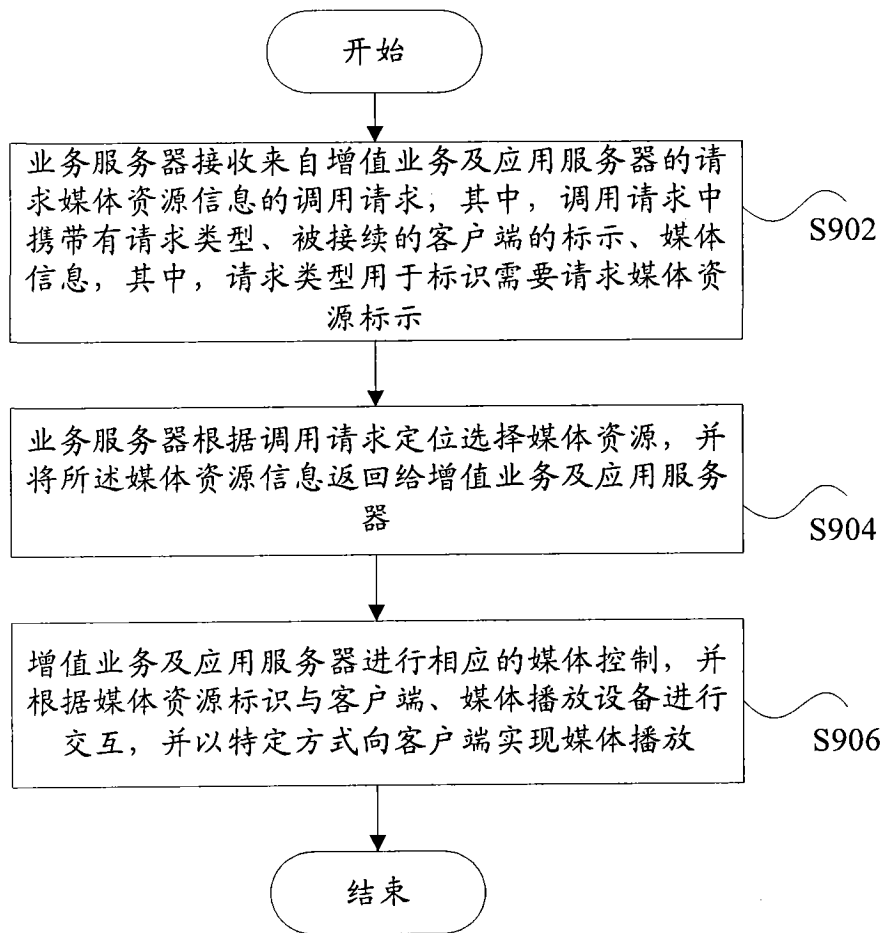 开始
业务服务器接收来自增值业务及应用服务器的请
求媒体资源信息的调用请求，其中，调用请求中
携带有请求类型、被接续的客户端的标示、媒体
信息，其中，请求类型用于标识需要请求媒体资
源标示
S902
业务服务器根据调用请求定位选择媒体资源，并
将所述媒体资源信息返回给增值业务及应用服务
器
S904
增值业务及应用服务器进行相应的媒体控制，并
根据媒体资源标识与客户端、媒体播放设备进行
交互，并以特定方式向客户端实现媒体播放
S906
结束